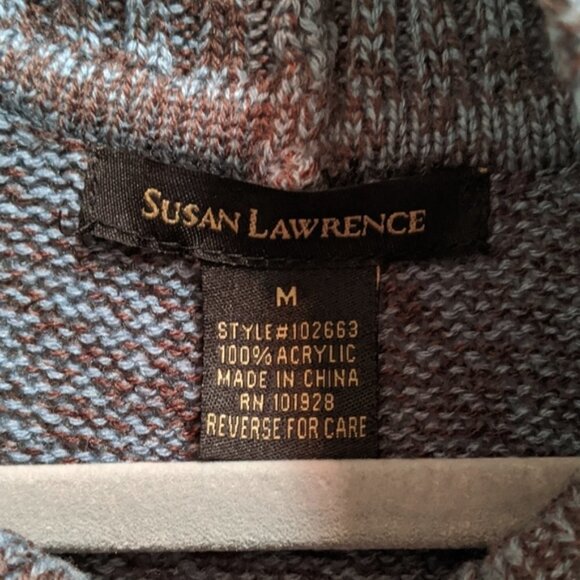 SUSAN LAWRENCE
M
STYLE#102663
100% ACRYLIC
MADE IN CHINA
RN 101928
REVERSE FOR CARE